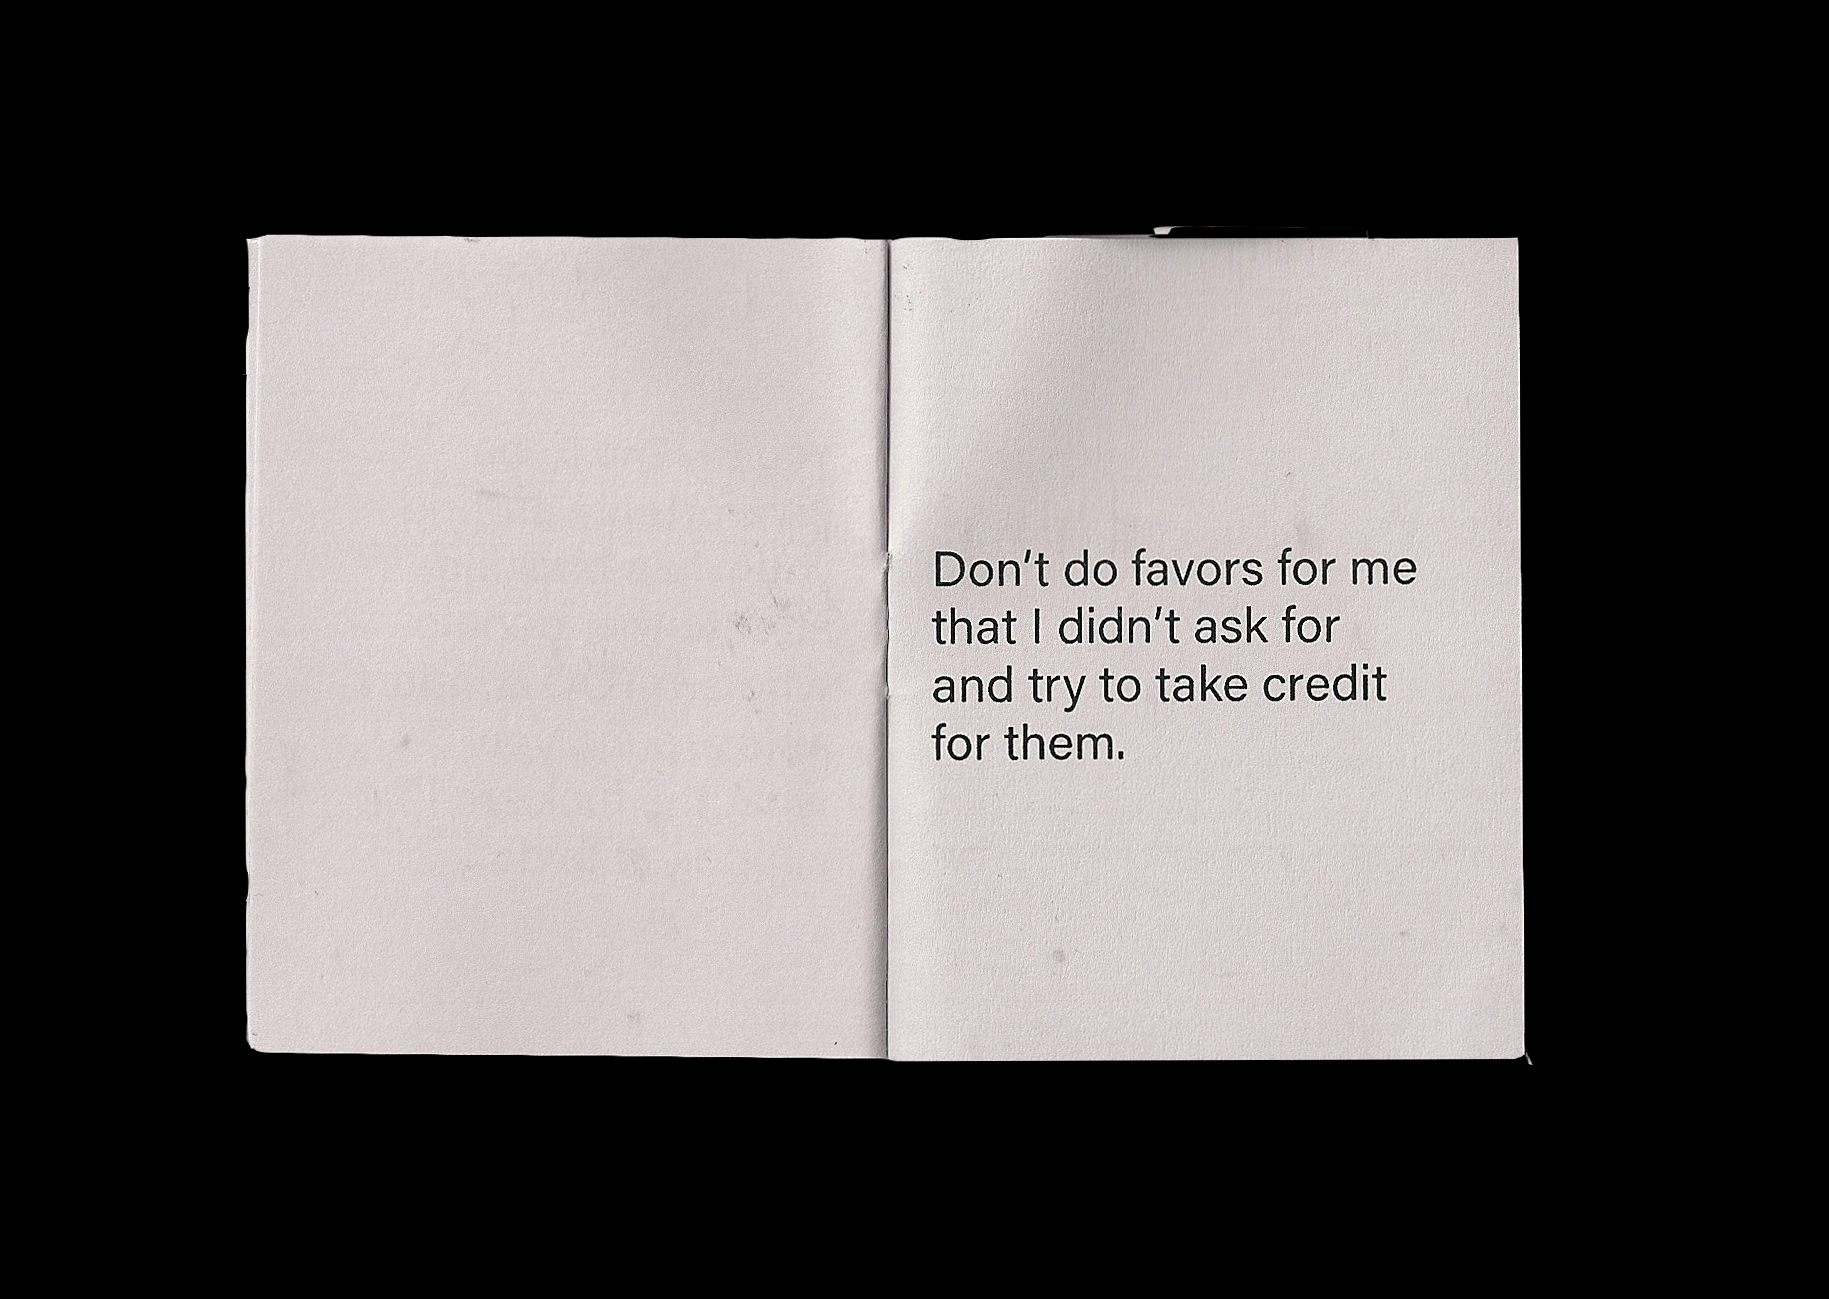 Don’t do favors for me
that I didn’t ask for
and try to take credit
for them.